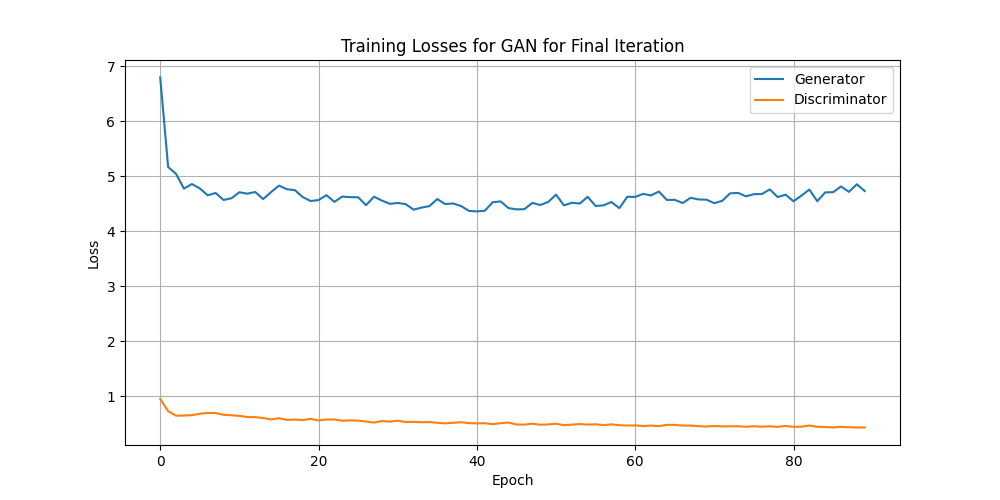 Training Losses for GAN for Final Iteration
Generator
Discriminator
7
6
5
4
3
2
1
Loss
0 20 40 60 80
Epoch